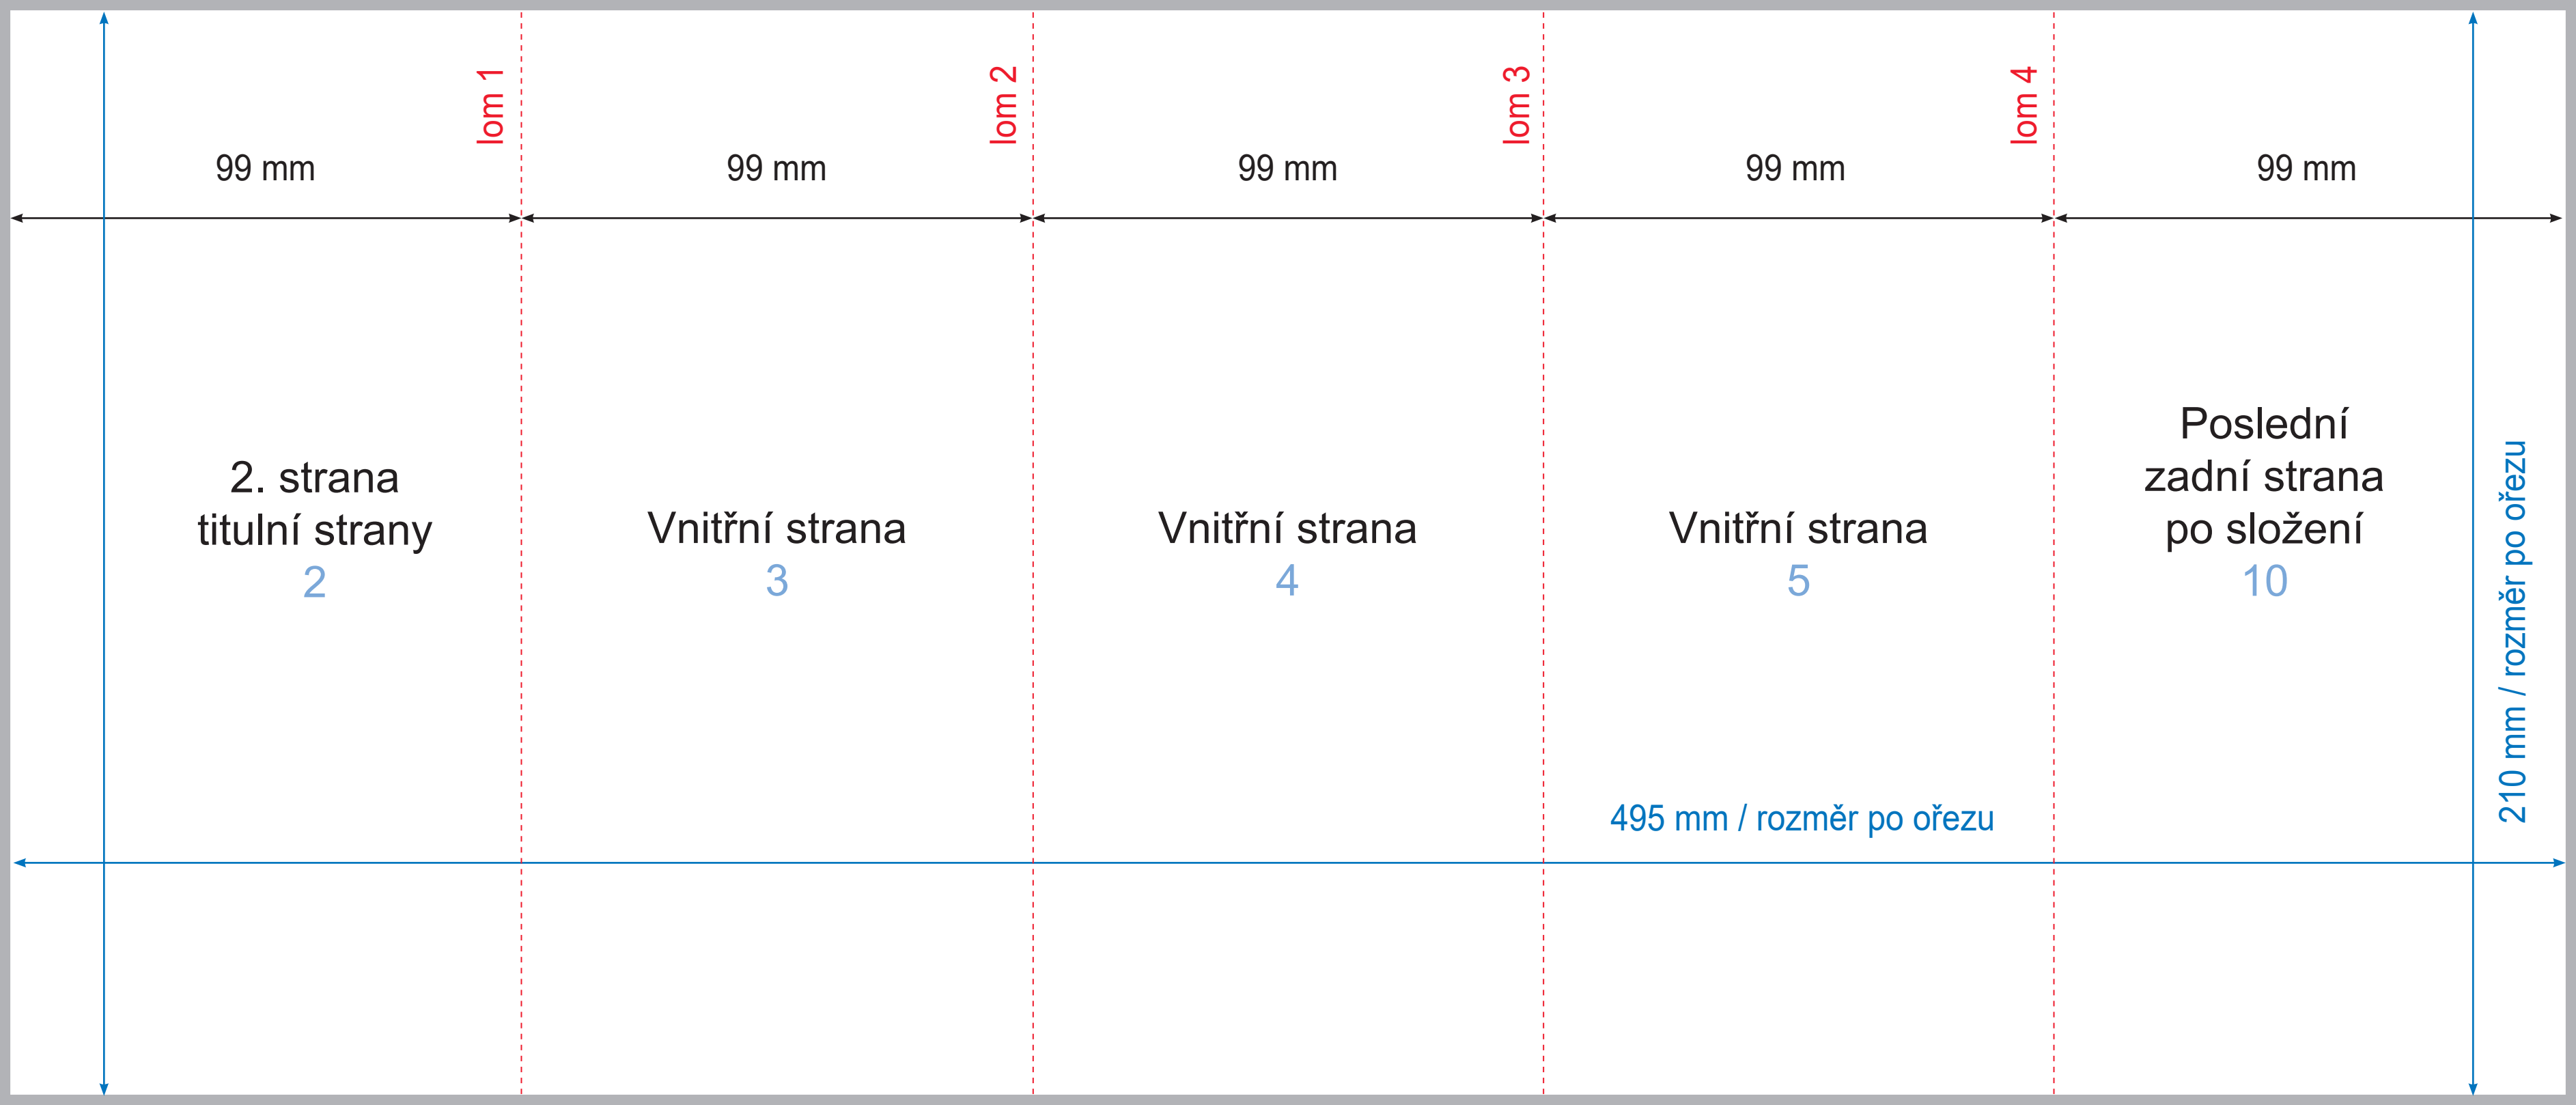 lom 1
lom 2
lom 3
lom 4
99 mm
99 mm
99 mm
99 mm
99 mm
2. strana
titulní strany
2
Vnitřní strana
3
Vnitřní strana
4
Vnitřní strana
5
Poslední
zadní strana
po složení
10
210 mm / rozměr po ořezu
495 mm / rozměr po ořezu